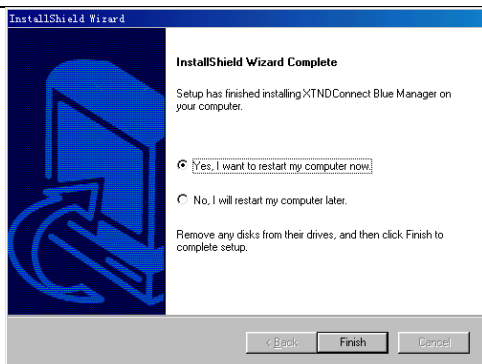 InstallShield Wizard
InstallShield Wizard Complete
Setup has finished installing XTNDConnect Blue Manager on
your computer.
Yes, I want to restart my computer now.
No, I will restart my computer later.
Remove any disks from their drives, and then click Finish to
complete setup.
< Back
Finish
Cancel